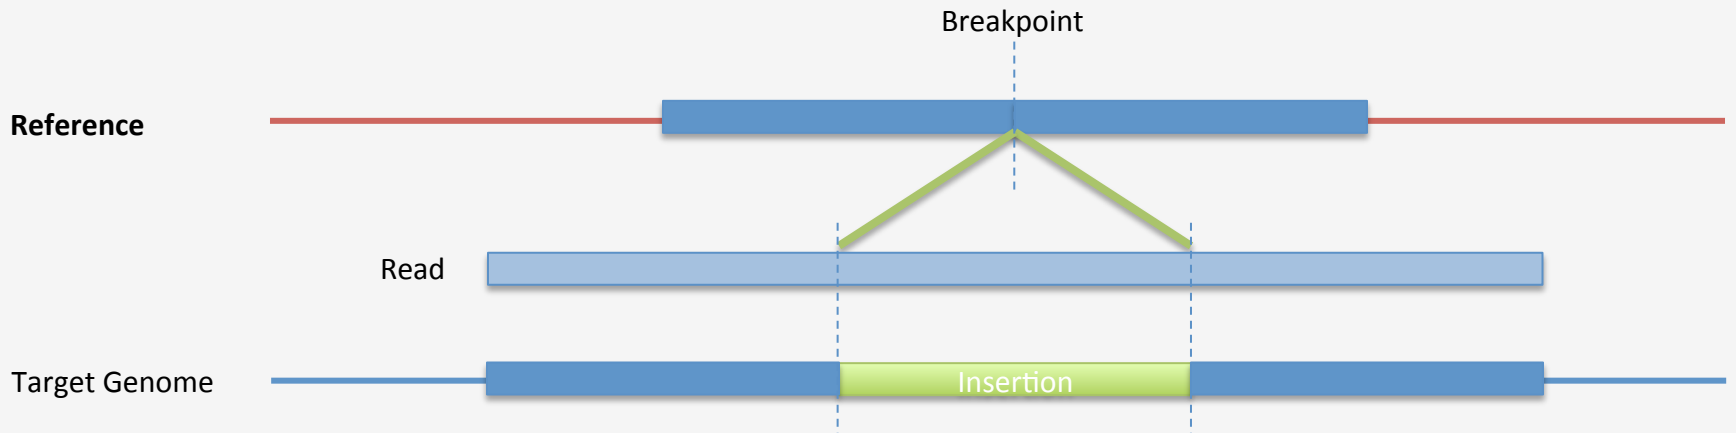 Breakpoint
Reference
Read
Target Genome
Insertion